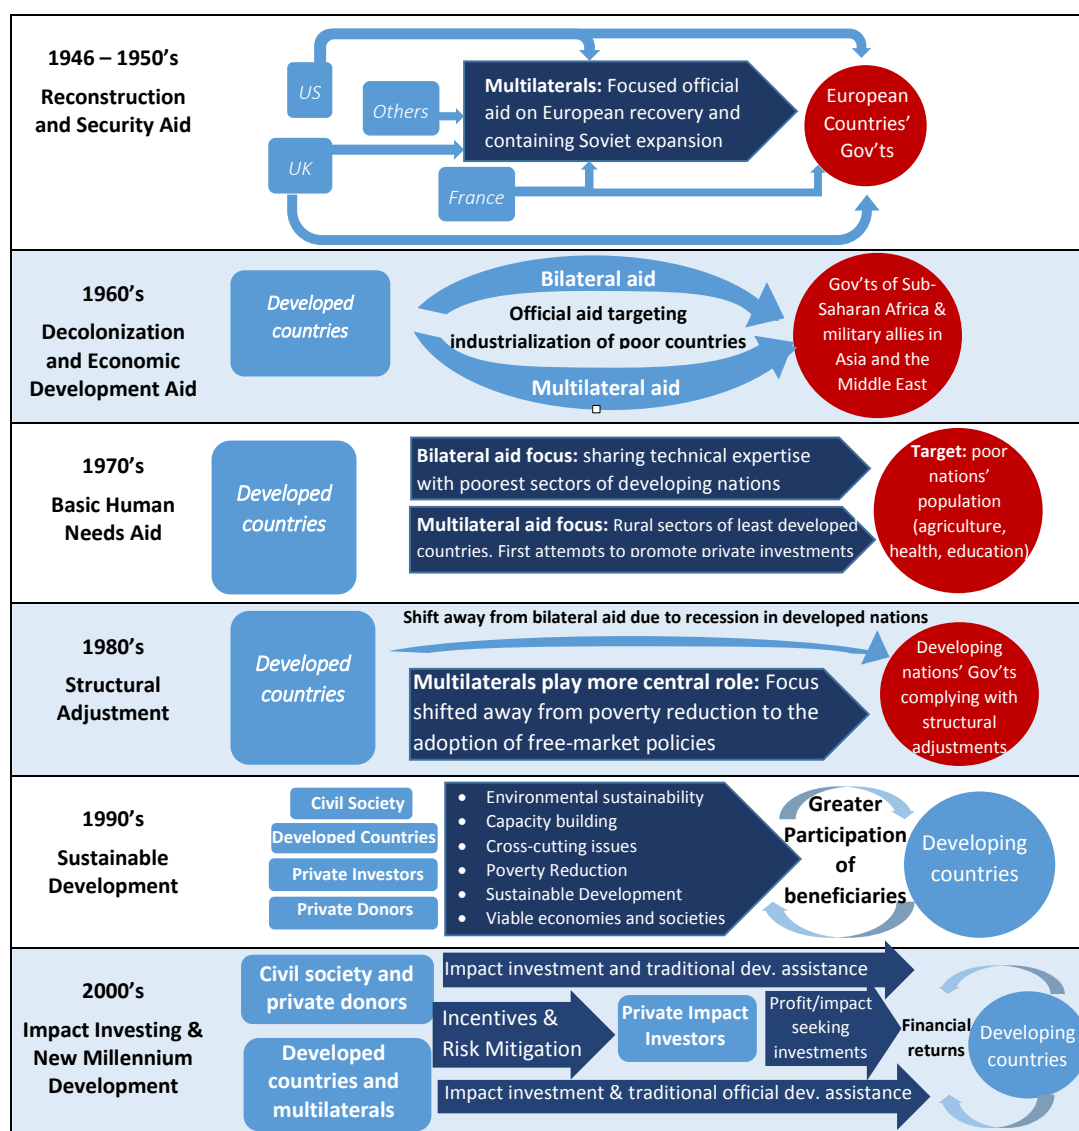 1946 – 1950's
Reconstruction
and Security Aid
US
Others
UK
France
Multilaterals: Focused official
aid on European recovery and
containing Soviet expansion
European
Countries'
Gov'ts
1960's
Decolonization
and Economic
Development Aid
Developed
countries
Bilateral aid
Official aid targeting
industrialization of poor countries
Multilateral aid
Gov'ts of Sub-
Saharan Africa &
military allies in
Asia and the
Middle East
1970's
Basic Human
Needs Aid
Developed
countries
Bilateral aid focus: sharing technical expertise
with poorest sectors of developing nations
Multilateral aid focus: Rural sectors of least developed
countries. First attempts to promote private investments
Target: poor
nations'
population
(agriculture,
health, education)
1980's
Structural
Adjustment
Developed
countries
Shift away from bilateral aid due to recession in developed nations
Multilaterals play more central role: Focus
shifted away from poverty reduction to the
adoption of free-market policies
Developing
nations' Gov'ts
complying with
structural
adjustments
1990's
Sustainable
Development
Civil Society
Developed Countries
Private Investors
Private Donors
• Environmental sustainability
• Capacity building
• Cross-cutting issues
• Poverty Reduction
• Sustainable Development
• Viable economies and societies
Greater
Participation
of
beneficiaries
Developing
countries
2000's
Impact Investing &
New Millennium
Development
Civil society and
private donors
Developed
countries and
multilaterals
Impact investment and traditional dev. assistance
Incentives &
Risk Mitigation
Private Impact
Investors
Profit/impact
seeking
investments
Impact investment & traditional official dev. assistance
Financial
returns
Developing
countries